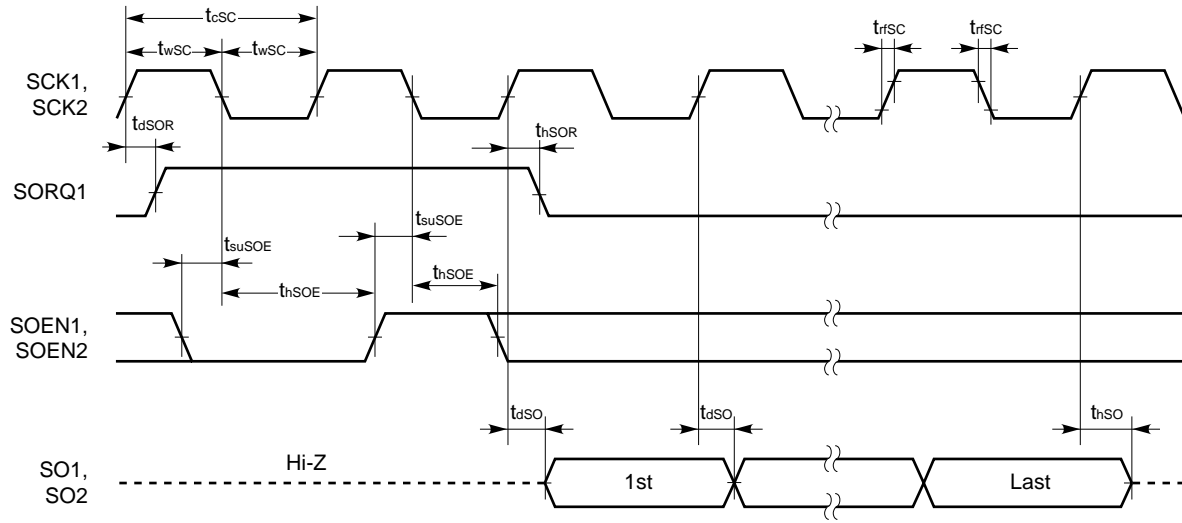 tcSC
twSC twSC
trfSC trfSC
SCK1,
SCK2
tdSOR
thSOR
SORQ1
tsuSOE
tsuSOE
thSOE
thSOE
SOEN1,
SOEN2
tdSO tdSO thSO
Hi-Z
SO1,
SO2
1st Last